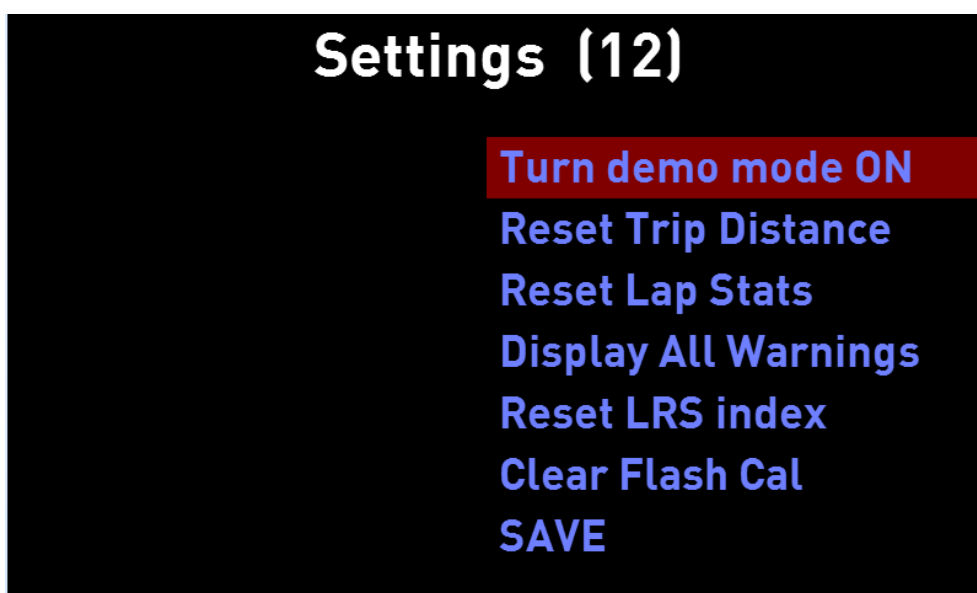 Settings (12)
Turn demo mode ON
Reset Trip Distance
Reset Lap Stats
Display All Warnings
Reset LRS index
Clear Flash Cal
SAVE